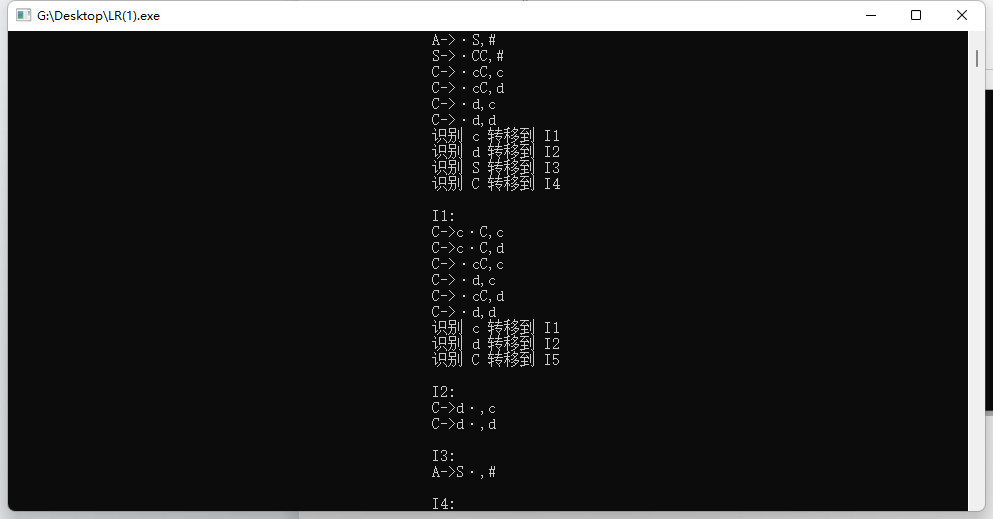 G:\Desktop\LR(1).exe
A->·S,#
S->·CC,#
C->·cC,c
C->·cC,d
C->·d,c
C->·d,d
识别 c 转移到 I1
识别 d 转移到 I2
识别 S 转移到 I3
识别 C 转移到 I4
I1:
C->c·C,c
C->c·C,d
C->·cC,c
C->·d,c
C->·cC,d
C->·d,d
识别 c 转移到 I1
识别 d 转移到 I2
识别 C 转移到 I5
I2:
C->d·,c
C->d·,d
I3:
A->S·,#
I4: